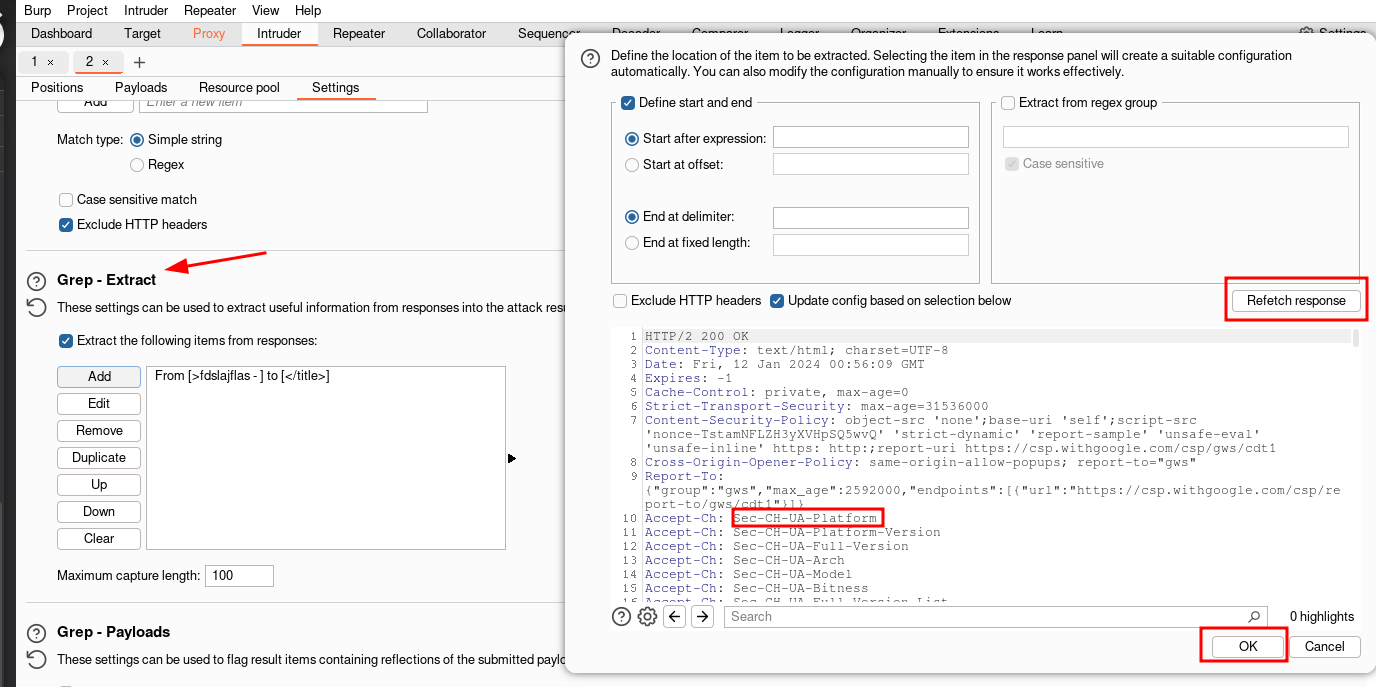 Burp Project Intruder Repeater View Help
Dashboard Target Proxy Intruder Repeater Collaborator Sequencer Decoder Comparer Logger Organizer Extensions Learn Settings
1 × 2 × +
Positions Payloads Resource pool Settings
Add Enter a new item
Match type: Simple string
Regex
Case sensitive match
Exclude HTTP headers
Grep - Extract
These settings can be used to extract useful information from responses into the attack resu
Extract the following items from responses:
Add
Edit
Remove
Duplicate
Up
Down
Clear
From [>fdslajflas - ] to [</title>]
Maximum capture length: 100
Grep - Payloads
These settings can be used to flag result items containing reflections of the submitted paylo
Define the location of the item to be extracted. Selecting the item in the response panel will create a suitable configuration
automatically. You can also modify the configuration manually to ensure it works effectively.
Define start and end
Start after expression:
Start at offset:
End at delimiter:
End at fixed length:
Extract from regex group
Case sensitive
Exclude HTTP headers Update config based on selection below
Refetch response
1 HTTP/2 200 OK
2 Content-Type: text/html; charset=UTF-8
3 Date: Fri, 12 Jan 2024 00:56:09 GMT
4 Expires: -1
5 Cache-Control: private, max-age=0
6 Strict-Transport-Security: max-age=31536000
7 Content-Security-Policy: object-src 'none';base-uri 'self';script-src
'nonce-TstamNFLZH3yXVHpSQ5wvQ' 'strict-dynamic' 'report-sample' 'unsafe-eval'
'unsafe-inline' https: http:;report-uri https://csp.withgoogle.com/csp/gws/cdt1
8 Cross-Origin-Opener-Policy: same-origin-allow-popups; report-to="gws"
9 Report-To:
{"group":"gws","max_age":2592000,"endpoints":[{"url":"https://csp.withgoogle.com/csp/re
port-to/gws/cdt1"}]}
10 Accept-Ch: Sec-CH-UA-Platform
11 Accept-Ch: Sec-CH-UA-Platform-Version
12 Accept-Ch: Sec-CH-UA-Full-Version
13 Accept-Ch: Sec-CH-UA-Arch
14 Accept-Ch: Sec-CH-UA-Model
15 Accept-Ch: Sec-CH-UA-Bitness
16 Accept-Ch: Sec-CH-UA-Full-Version-List
Search
0 highlights
OK Cancel